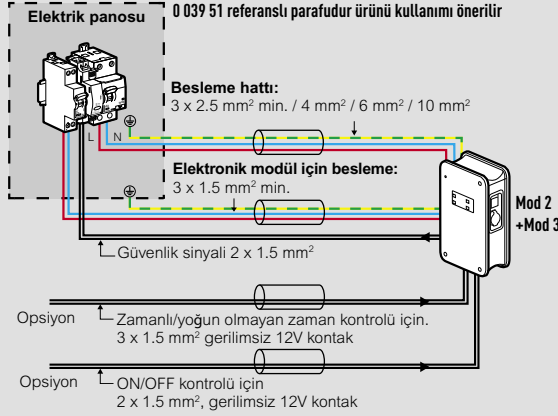 Elektrik panosu
0 039 51 referanslı parafudur ürünü kullanımı önerilir
Besleme hattı:
3 x 2.5 mm² min. / 4 mm² / 6 mm² / 10 mm²
L N
Elektronik modül için besleme:
3 x 1.5 mm² min.
Mod 2
+Mod 3
Güvenlik sinyali 2 x 1.5 mm²
Opsiyon
Zamanlı/yoğun olmayan zaman kontrolü için.
3 x 1.5 mm² gerilimsiz 12V kontak
Opsiyon
ON/OFF kontrolü için
2 x 1.5 mm², gerilimsiz 12V kontak